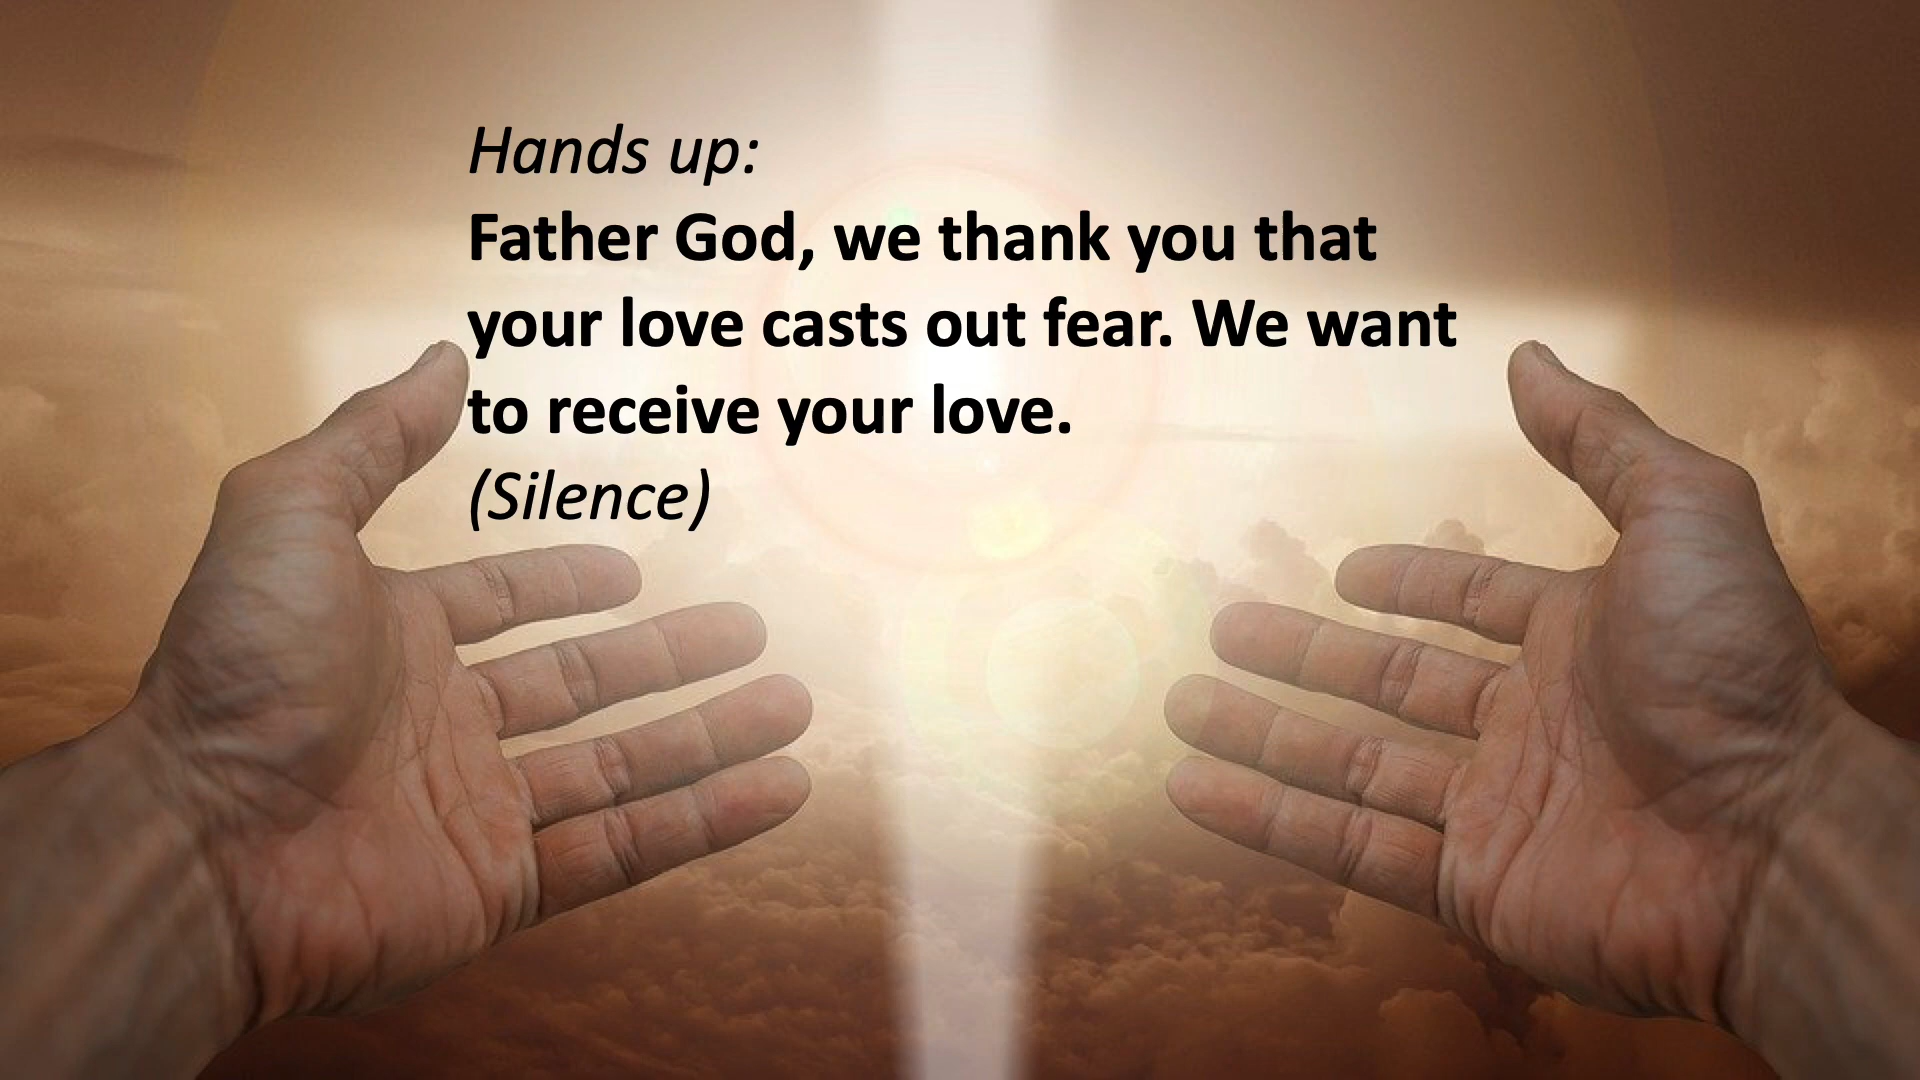 Hands up:
Father God, we thank you that
your love casts out fear. We want
to receive your love.
(Silence)